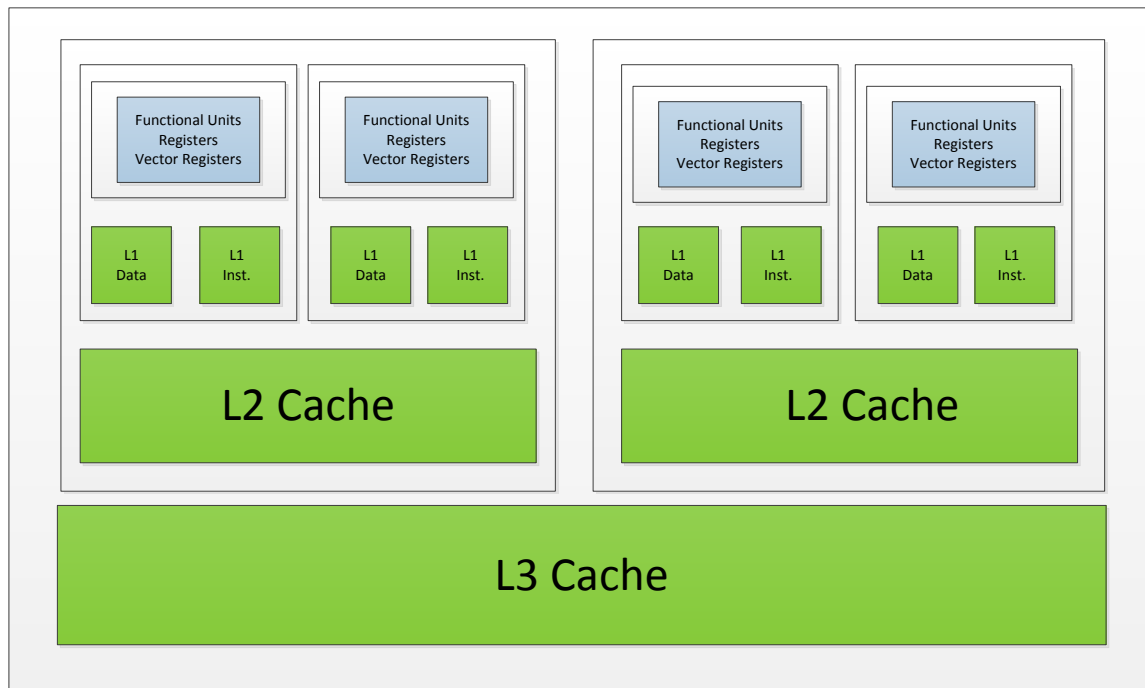 Functional Units
Registers
Vector Registers
Functional Units
Registers
Vector Registers
Functional Units
Registers
Vector Registers
Functional Units
Registers
Vector Registers
L1
Data
L1
Inst.
L1
Data
L1
Inst.
L1
Data
L1
Inst.
L1
Data
L1
Inst.
L2 Cache
L2 Cache
L3 Cache